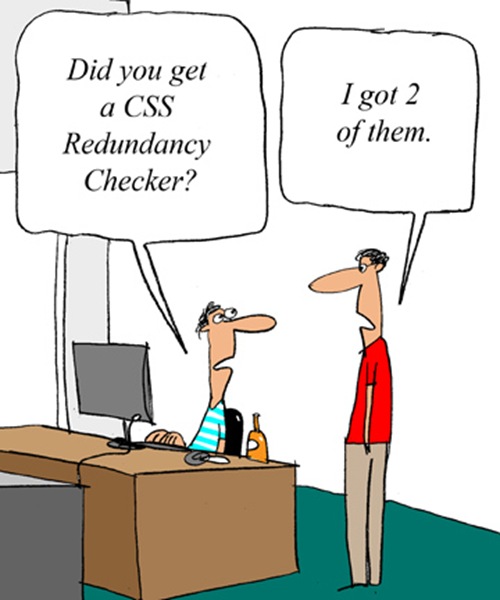 Did you get
a CSS
Redundancy
Checker?
I got 2
of them.